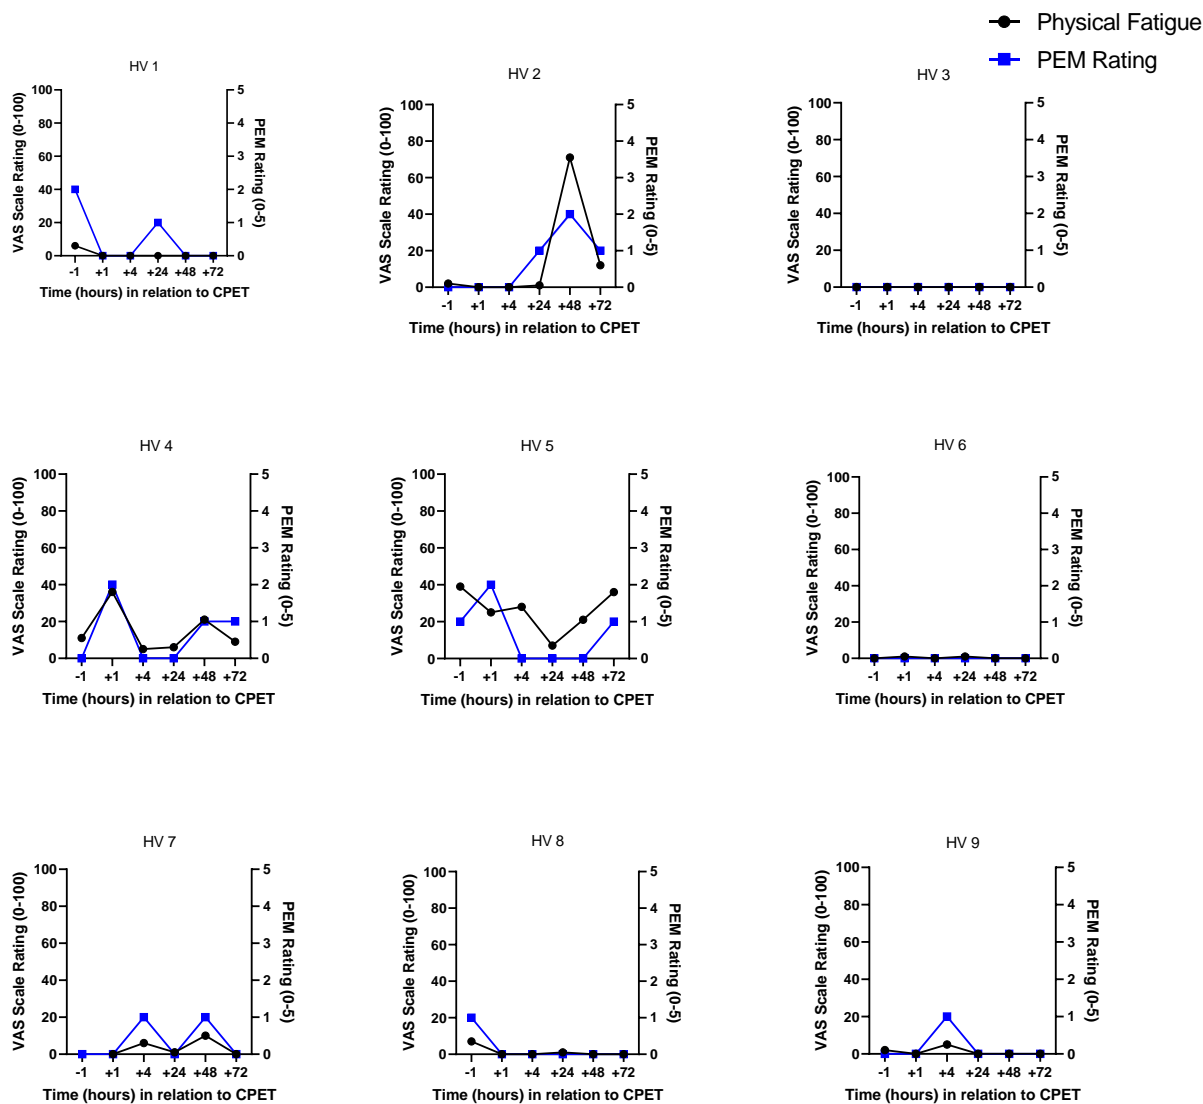 Physical Fatigue
PEM Rating
HV 1
VAS Scale Rating (0-100)
100
80
60
40
20
0
5
4
3
2
1
0
PEM Rating (0-5)
-1 +1 +4 +24 +48 +72
Time (hours) in relation to CPET
HV 2
VAS Scale Rating (0-100)
100
80
60
40
20
0
5
4
3
2
1
0
PEM Rating (0-5)
-1 +1 +4 +24 +48 +72
Time (hours) in relation to CPET
HV 3
VAS Scale Rating (0-100)
100
80
60
40
20
0
5
4
3
2
1
0
PEM Rating (0-5)
-1 +1 +4 +24 +48 +72
Time (hours) in relation to CPET
HV 4
VAS Scale Rating (0-100)
100
80
60
40
20
0
5
4
3
2
1
0
PEM Rating (0-5)
-1 +1 +4 +24 +48 +72
Time (hours) in relation to CPET
HV 5
VAS Scale Rating (0-100)
100
80
60
40
20
0
5
4
3
2
1
0
PEM Rating (0-5)
-1 +1 +4 +24 +48 +72
Time (hours) in relation to CPET
HV 6
VAS Scale Rating (0-100)
100
80
60
40
20
0
5
4
3
2
1
0
PEM Rating (0-5)
-1 +1 +4 +24 +48 +72
Time (hours) in relation to CPET
HV 7
VAS Scale Rating (0-100)
100
80
60
40
20
0
5
4
3
2
1
0
PEM Rating (0-5)
-1 +1 +4 +24 +48 +72
Time (hours) in relation to CPET
HV 8
VAS Scale Rating (0-100)
100
80
60
40
20
0
5
4
3
2
1
0
PEM Rating (0-5)
-1 +1 +4 +24 +48 +72
Time (hours) in relation to CPET
HV 9
VAS Scale Rating (0-100)
100
80
60
40
20
0
5
4
3
2
1
0
PEM Rating (0-5)
-1 +1 +4 +24 +48 +72
Time (hours) in relation to CPET